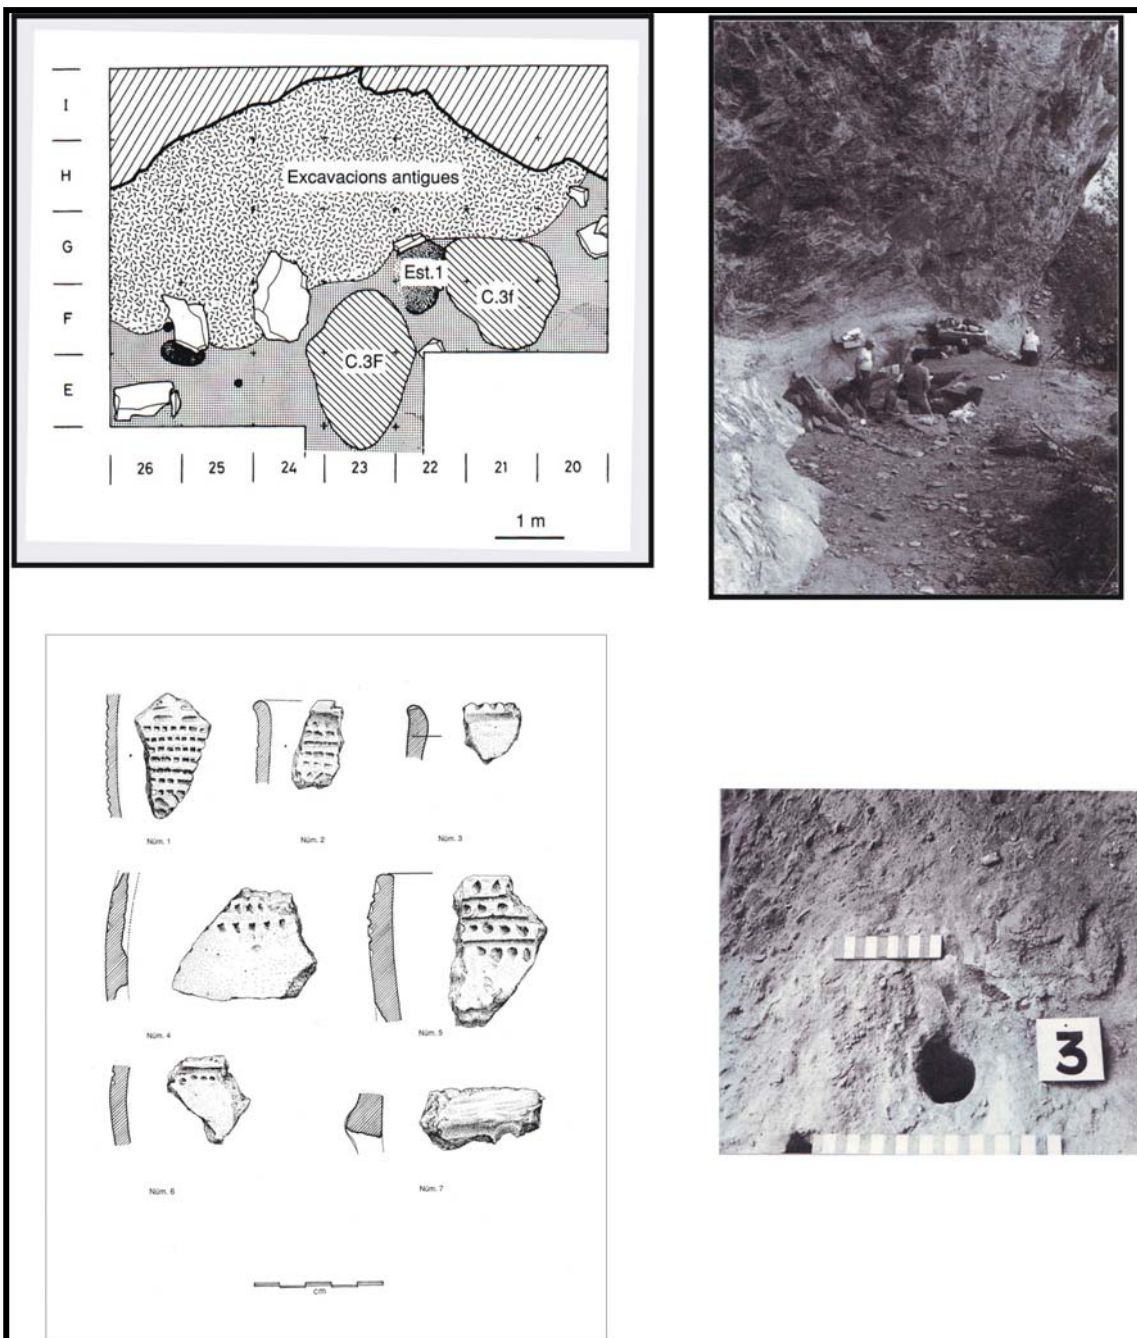 I
H
G
F
E
Excavacions antigues
Est.1
C.3f
C.3F
26 25 24 23 22 21 20
1 m
Núm. 1 Núm. 2 Núm. 3
Núm. 4 Núm. 5
Núm. 6 Núm. 7
cm
3